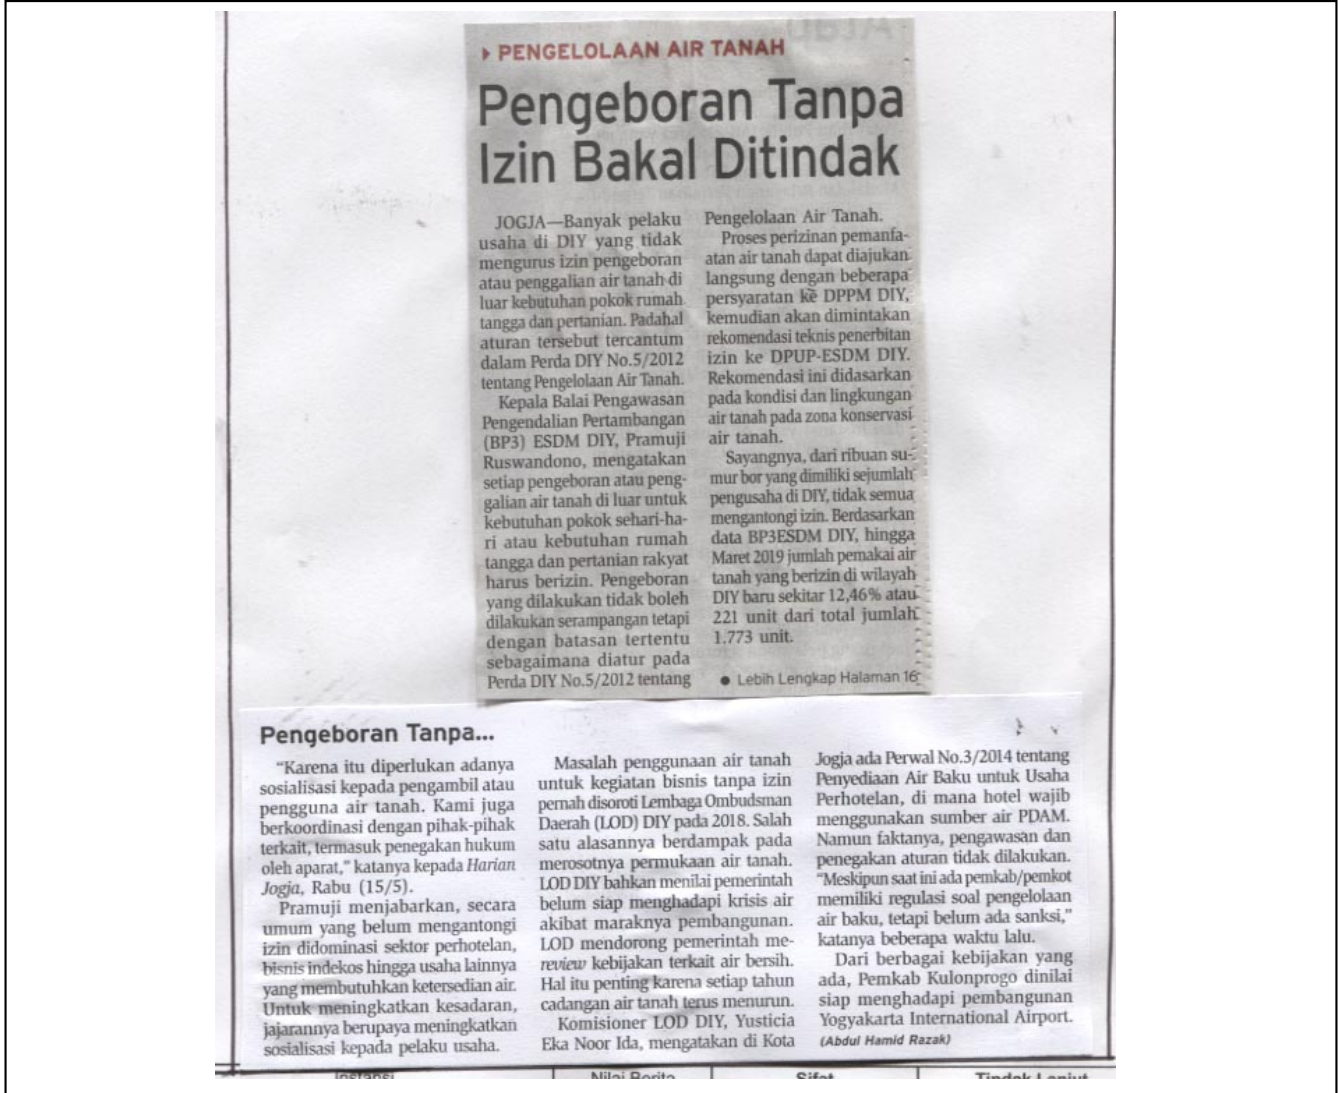 PENGELOLAAN AIR TANAH
Pengeboran Tanpa
Izin Bakal Ditindak
JOGJA—Banyak pelaku
usaha di DIY yang tidak
mengurus izin pengeboran
atau penggalian air tanah di
luar kebutuhan pokok rumah
tangga dan pertanian. Padahal
aturan tersebut tercantum
dalam Perda DIY No.5/2012
tentang Pengelolaan Air Tanah.
Kepala Balai Pengawasan
Pengendalian Pertambangan
(BP3) ESDM DIY, Pramuji
Ruswandono, mengatakan
setiap pengeboran atau peng-
galian air tanah di luar untuk
kebutuhan pokok sehari-ha-
ri atau kebutuhan rumah
tangga dan pertanian rakyat
harus berizin. Pengeboran
yang dilakukan tidak boleh
dilakukan serampangan tetapi
dengan batasan tertentu
sebagaimana diatur pada
Perda DIY No.5/2012 tentang
Pengelolaan Air Tanah.
Proses perizinan pemanfa-
atan air tanah dapat diajukan
langsung dengan beberapa
persyaratan ke DPPM DIY,
kemudian akan dimintakan
rekomendasi teknis penerbitan
izin ke DPUP-ESDM DIY.
Rekomendasi ini didasarkan
pada kondisi dan lingkungan
air tanah pada zona konservasi
air tanah.
Sayangnya, dari ribuan su-
mur bor yang dimiliki sejumlah
pengusaha di DIY, tidak semua
mengantongi izin. Berdasarkan
data BP3ESDM DIY, hingga
Maret 2019 jumlah pemakai air
tanah yang berizin di wilayah
DIY baru sekitar 12,46% atau
221 unit dari total jumlah
1.773 unit.
● Lebih Lengkap Halaman 16
Pengeboran Tanpa...
"Karena itu diperlukan adanya
sosialisasi kepada pengambil atau
pengguna air tanah. Kami juga
berkoordinasi dengan pihak-pihak
terkait, termasuk penegakan hukum
oleh aparat," katanya kepada Harian
Jogja, Rabu (15/5).
Pramuji menjabarkan, secara
umum yang belum mengantongi
izin didominasi sektor perhotelan,
bisnis indekos hingga usaha lainnya
yang membutuhkan ketersedian air.
Untuk meningkatkan kesadaran,
jajarannya berupaya meningkatkan
sosialisasi kepada pelaku usaha.
Masalah penggunaan air tanah
untuk kegiatan bisnis tanpa izin
pernah disoroti Lembaga Ombudsman
Daerah (LOD) DIY pada 2018. Salah
satu alasannya berdampak pada
merosotnya permukaan air tanah.
LOD DIY bahkan menilai pemerintah
belum siap menghadapi krisis air
akibat maraknya pembangunan.
LOD mendorong pemerintah me-
review kebijakan terkait air bersih.
Hal itu penting karena setiap tahun
cadangan air tanah terus menurun.
Komisioner LOD DIY, Yusticia
Eka Noor Ida, mengatakan di Kota
Jogja ada Perwal No.3/2014 tentang
Penyediaan Air Baku untuk Usaha
Perhotelan, di mana hotel wajib
menggunakan sumber air PDAM.
Namun faktanya, pengawasan dan
penegakan aturan tidak dilakukan.
"Meskipun saat ini ada pemkab/pemkot
memiliki regulasi soal pengelolaan
air baku, tetapi belum ada sanksi,"
katanya beberapa waktu lalu.
Dari berbagai kebijakan yang
ada, Pemkab Kulonprogo dinilai
siap menghadapi pembangunan
Yogyakarta International Airport.
(Abdul Hamid Razak)
Instansi Nilai Berita Sifat Tindak Lanjut